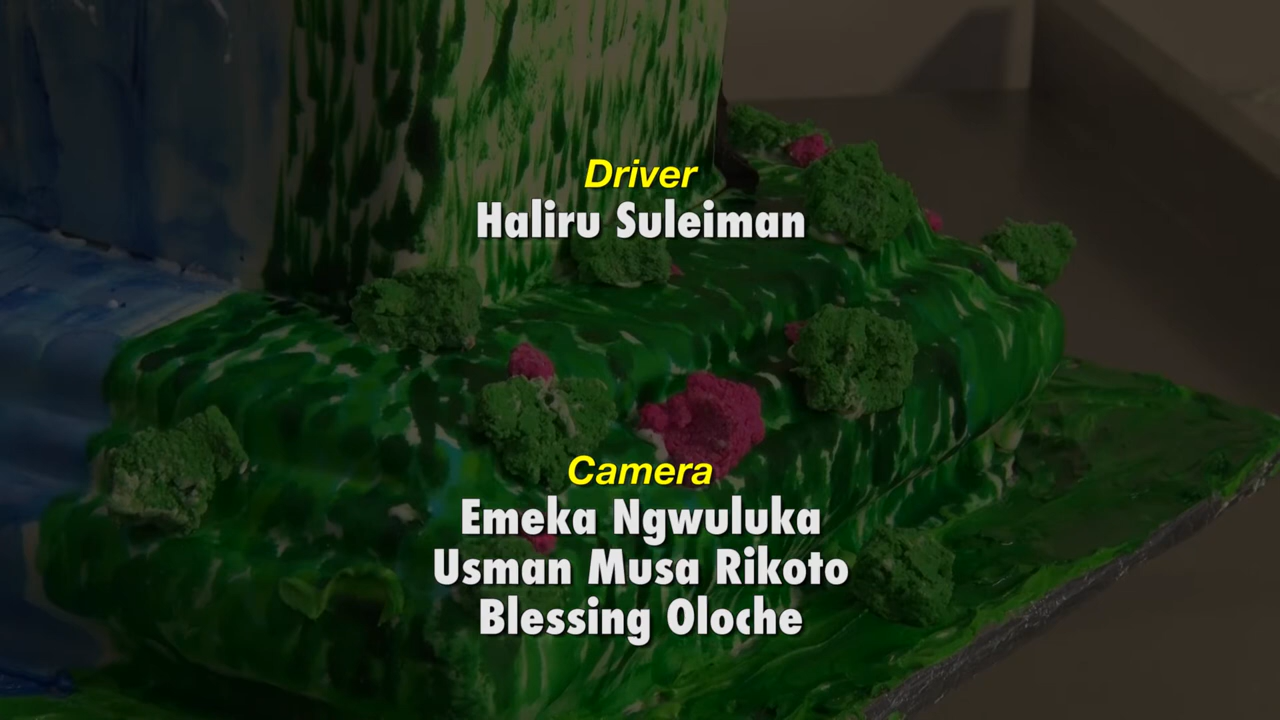 Driver
Haliru Suleiman
Camera
Emeka Ngwuluka
Usman Musa Rikoto
Blessing Oloche